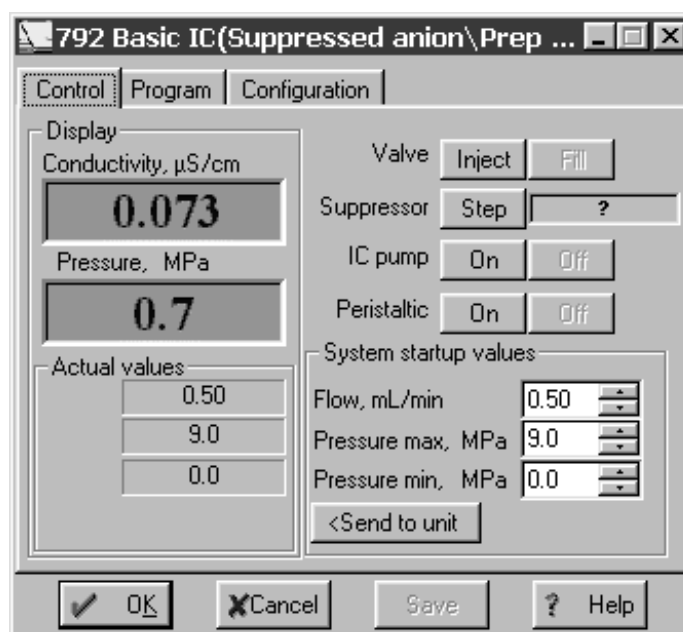 792 Basic IC(Suppressed anion\Prep ...
Control Program Configuration
Display
Conductivity, µS/cm
0.073
Pressure, MPa
0.7
Actual values
0.50
9.0
0.0
Valve Inject Fill
Suppressor Step ?
IC pump On Off
Peristaltic On Off
System startup values
Flow, mL/min 0.50
Pressure max, MPa 9.0
Pressure min, MPa 0.0
<Send to unit
OK Cancel Save ? Help